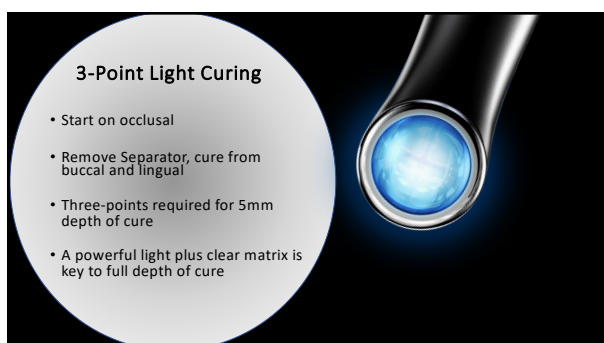 3-Point Light Curing
• Start on occlusal
• Remove Separator, cure from
buccal and lingual
• Three-points required for 5mm
depth of cure
• A powerful light plus clear matrix is
key to full depth of cure